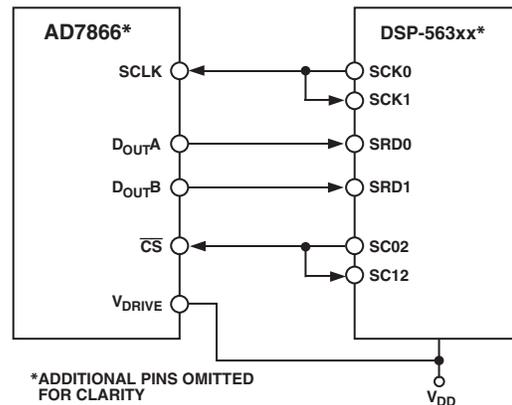 AD7866*
DSP-563xx*
SCLK
SCK0
SCK1
DOUTA
SRD0
DOUTB
SRD1
CS
SC02
SC12
VDRIVE
*ADDITIONAL PINS OMITTED
FOR CLARITY
VDD